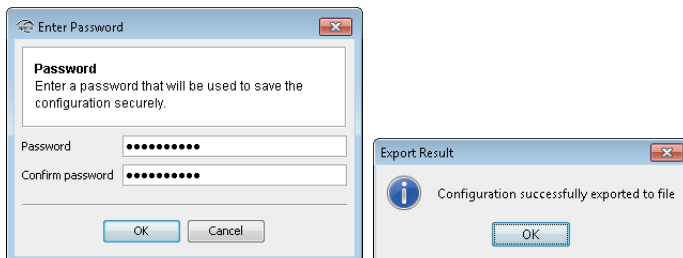 Enter Password
Password
Enter a password that will be used to save the
configuration securely.
Password ••••••••••
Confirm password ••••••••••
OK Cancel
Export Result
Configuration successfully exported to file
OK